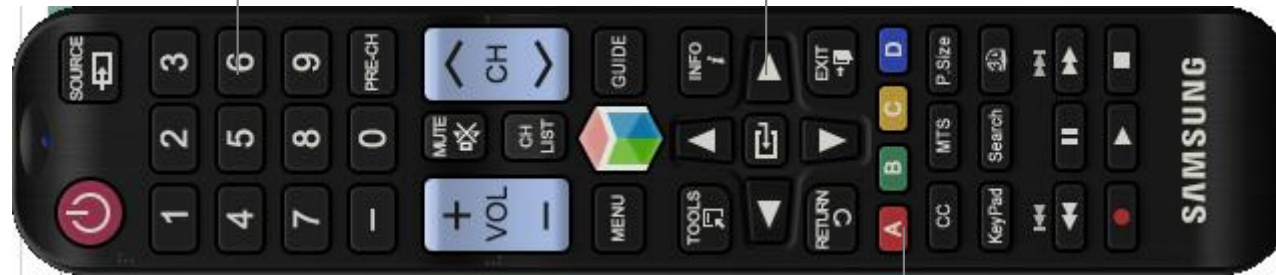 SOURCE
1 2 3
4 5 6
7 8 9
- 0 PRE-CH
+ MUTE
VOL CH
CH LIST
-
MENU GUIDE
TOOLS INFO
i
RETURN EXIT
A B C D
CC MTS P.Size
KeyPad Search 3D
SAMSUNG